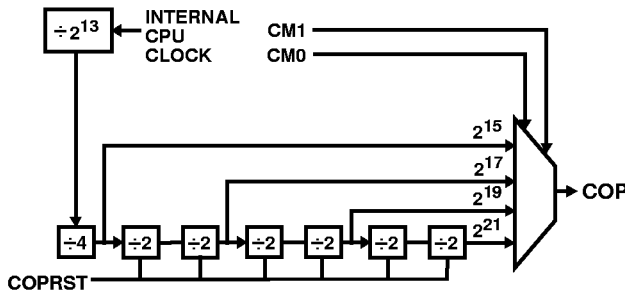 ÷2¹³
INTERNAL
CPU
CLOCK
CM1
CM0
2¹⁵
2¹⁷
2¹⁹
2²¹
COP
÷4
÷2
÷2
÷2
÷2
÷2
÷2
COPRST